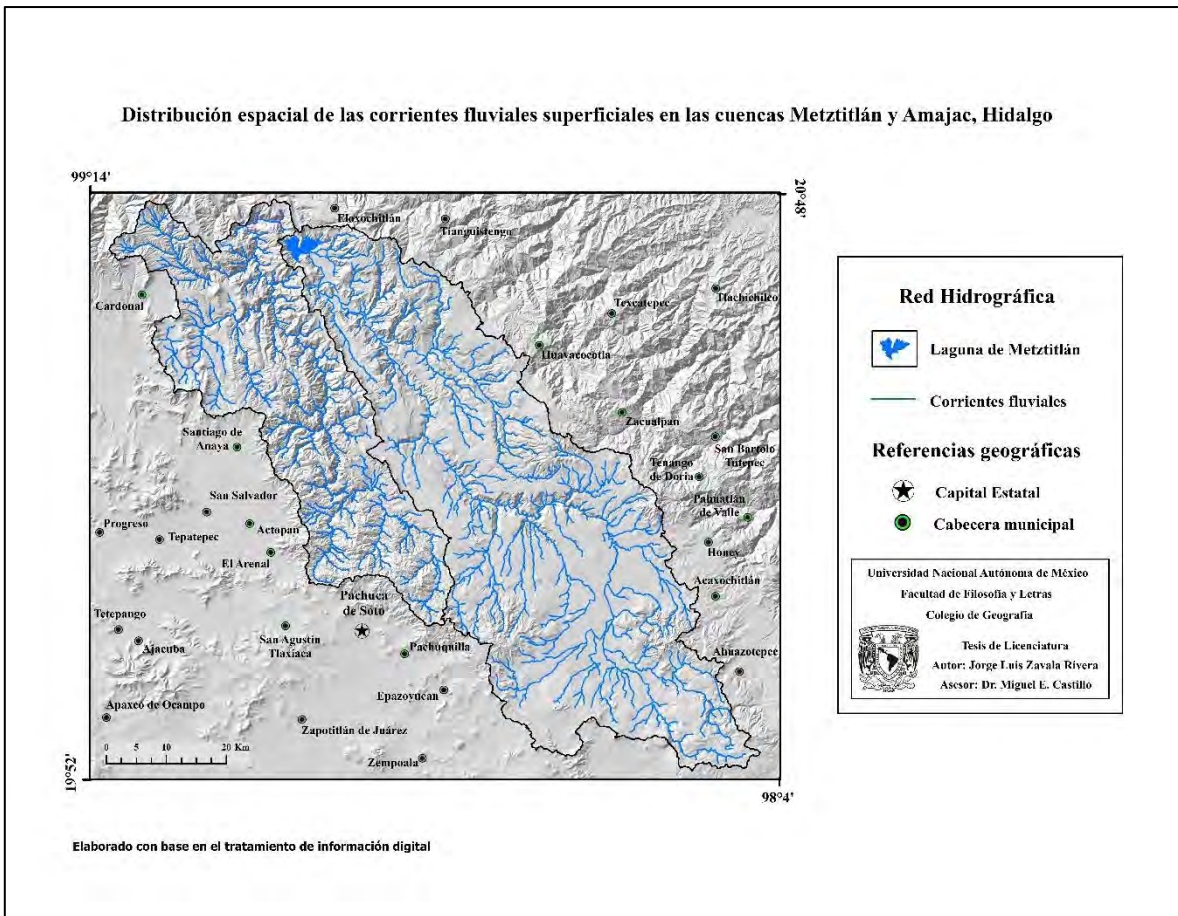 Distribución espacial de las corrientes fluviales superficiales en las cuencas Metztitlán y Amajac, Hidalgo
99°14'
20°48'
Eloxochitlán
Tianguistengo
Cardonal
Texcatepec
Ilachichilco
Huayacocotla
Zacualpan
Santiago de
Anaya
San Bartolo
Tutepec
Tenango
de Doria
San Salvador
Pahuatlán
de Valle
Progreso
Actopan
Tepatepec
El Arenal
Honey
Acaxochitlán
Pachuca
de Soto
Tetepango
San Agustín
Tlaxiaca
Ajacuba
Pachuquilla
Ahuazotepec
Epazoyucan
Apaxco de Ocampo
Zapotitlán de Juárez
0 5 10 20 Km
Zempoala
19°52'
98°4'
Red Hidrográfica
Laguna de Metztitlán
Corrientes fluviales
Referencias geográficas
Capital Estatal
Cabecera municipal
Universidad Nacional Autónoma de México
Facultad de Filosofía y Letras
Colegio de Geografía
Tesis de Licenciatura
Autor: Jorge Luis Zavala Rivera
Asesor: Dr. Miguel E. Castillo
Elaborado con base en el tratamiento de información digital